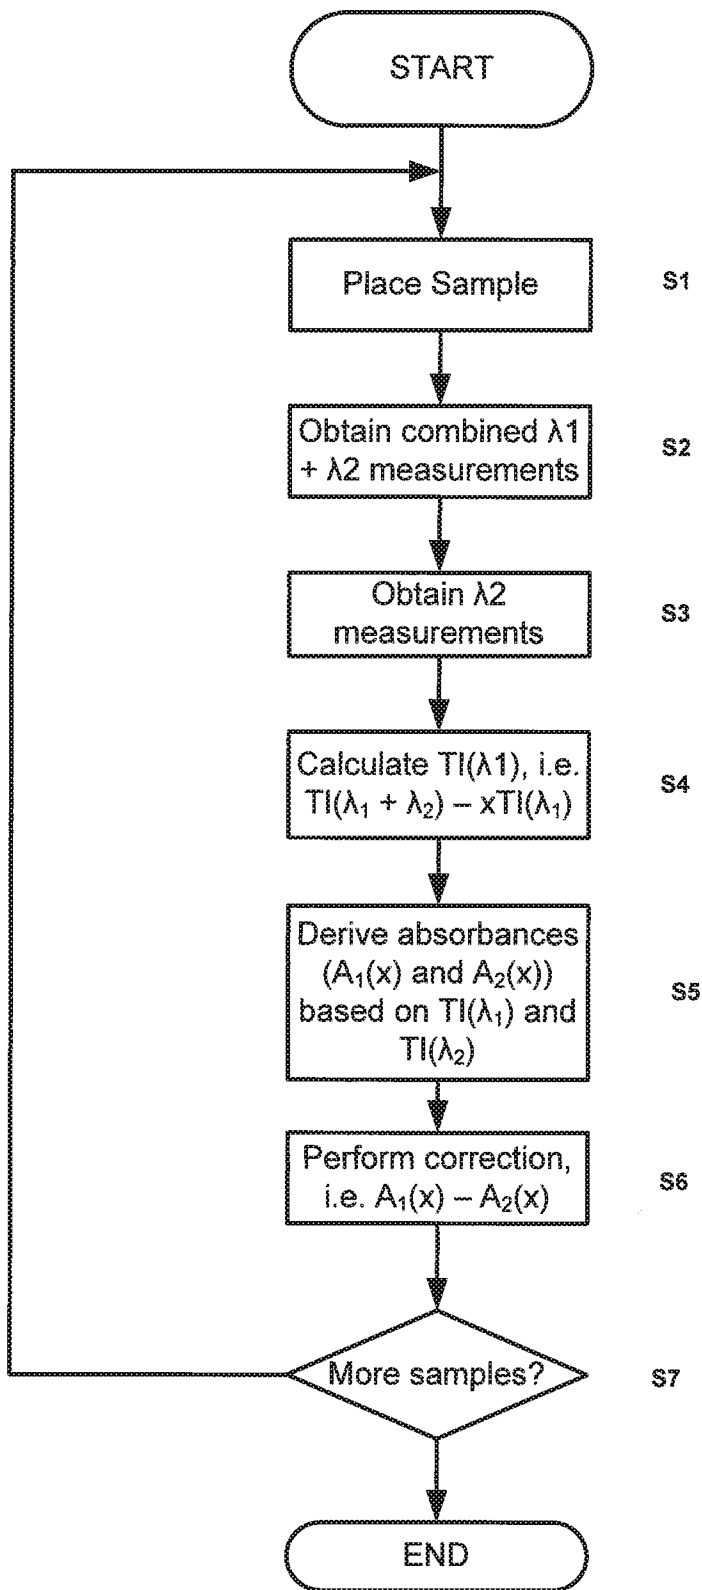 START
Place Sample
S1
Obtain combined λ1
+ λ2 measurements
S2
Obtain λ2
measurements
S3
Calculate TI(λ1), i.e.
TI(λ₁ + λ₂) – xTI(λ₁)
S4
Derive absorbances
(A₁(x) and A₂(x))
based on TI(λ₁) and
TI(λ₂)
S5
Perform correction,
i.e. A₁(x) – A₂(x)
S6
More samples?
S7
END